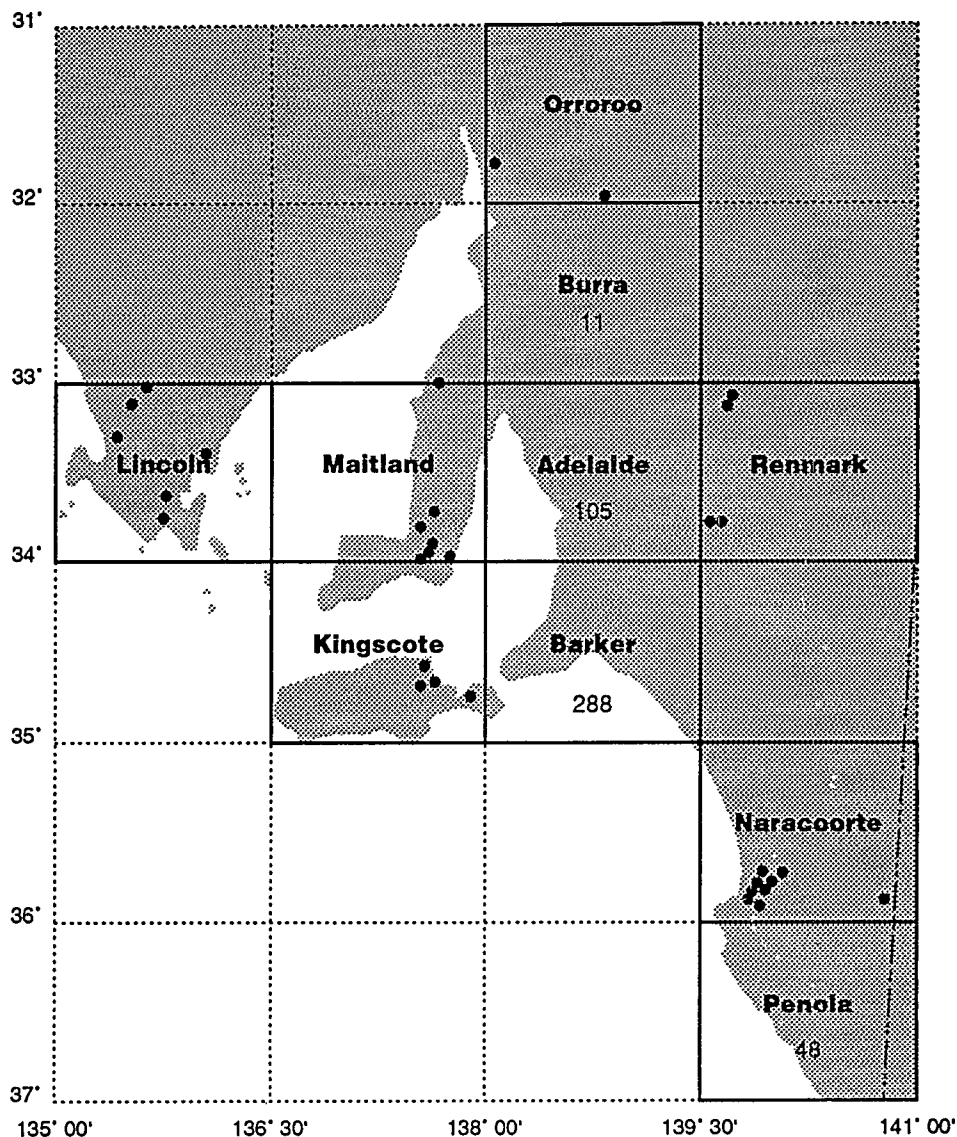 31°
Orroroo
32°
Burra
11
33°
Lincoln Maitland Adelaide Renmark
105
34°
Kingscote Barker
288
35°
Naracoorte
36°
Penola
48
37°
135° 00' 136° 30' 138° 00' 139° 30' 141° 00'